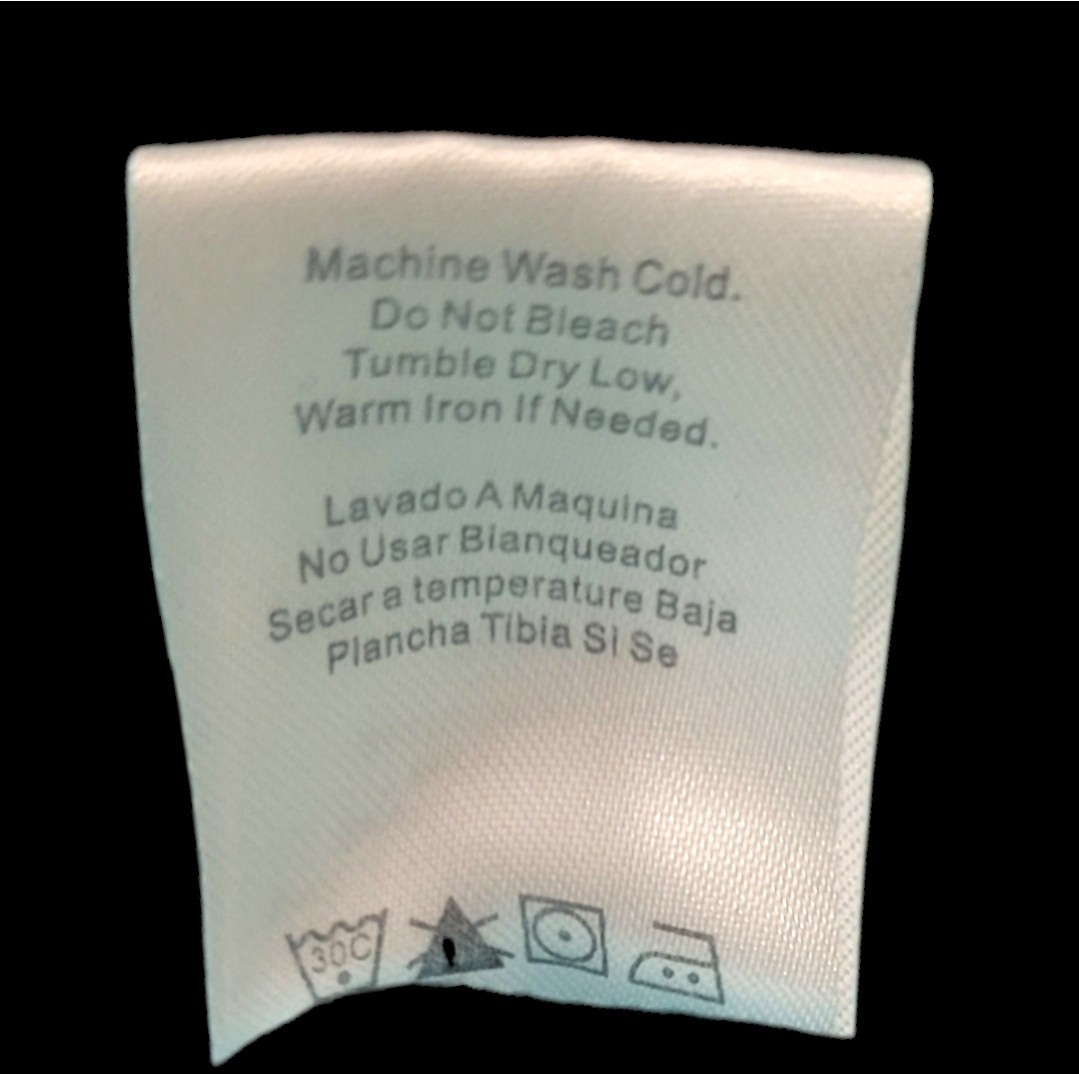 Machine Wash Cold.
Do Not Bleach
Tumble Dry Low,
Warm Iron If Needed.
Lavado A Maquina
No Usar Blanqueador
Secar a temperature Baja
Plancha Tibia Si Se
30C